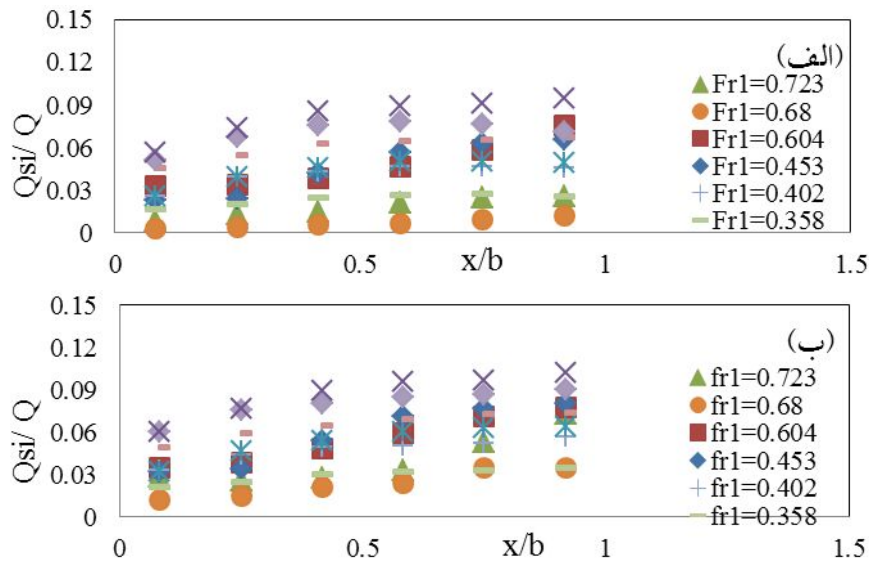 0.15
0.12
0.09
0.06
0.03
0
Qsi/ Q
(الف)
Fr1=0.723
Fr1=0.68
Fr1=0.604
Fr1=0.453
Fr1=0.402
Fr1=0.358
0
0.5
x/b
1
1.5
0.15
0.12
0.09
0.06
0.03
0
Qsi/ Q
(ب)
fr1=0.723
fr1=0.68
fr1=0.604
fr1=0.453
fr1=0.402
fr1=0.358
0
0.5
x/b
1
1.5